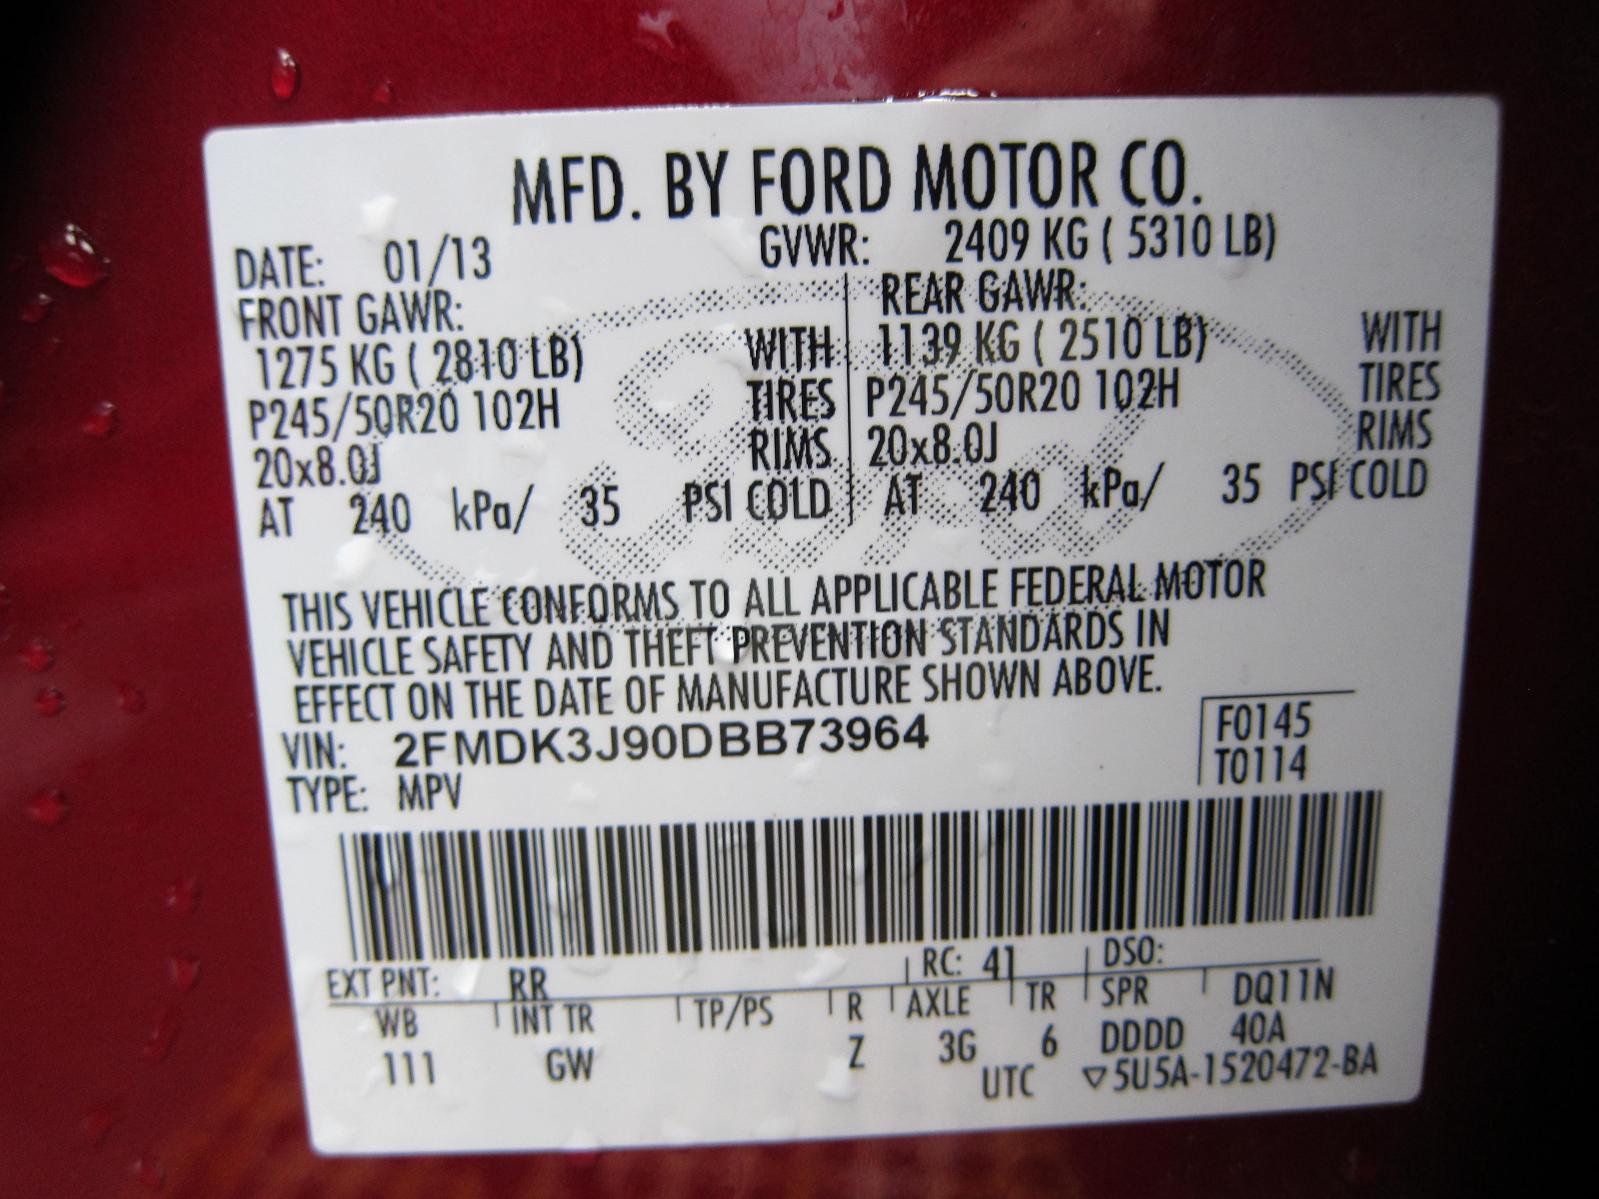 MFD. BY FORD MOTOR CO.
DATE: 01/13 GVWR: 2409 KG ( 5310 LB)
FRONT GAWR: REAR GAWR:
1275 KG ( 2810 LB) WITH 1139 KG ( 2510 LB) WITH
P245/50R20 102H TIRES P245/50R20 102H TIRES
20x8.0J RIMS 20x8.0J RIMS
AT 240 kPa/ 35 PSI COLD AT 240 kPa/ 35 PSI COLD
THIS VEHICLE CONFORMS TO ALL APPLICABLE FEDERAL MOTOR
VEHICLE SAFETY AND THEFT PREVENTION STANDARDS IN
EFFECT ON THE DATE OF MANUFACTURE SHOWN ABOVE.
VIN: 2FMDK3J90DBB73964 F0145
TYPE: MPV T0114
EXT PNT: RR RC: 41 DSO:
WB INT TR TP/PS R AXLE TR SPR DQ11N
111 GW Z 3G 6 DDDD 40A
UTC ▽5U5A-1520472-BA
Ford